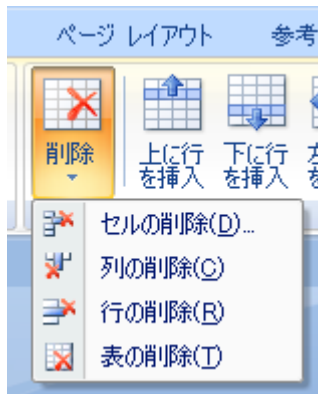 ページ レイアウト 参考
削除 上に行 下に行
を挿入 を挿入
セルの削除(D)...
列の削除(C)
行の削除(R)
表の削除(T)